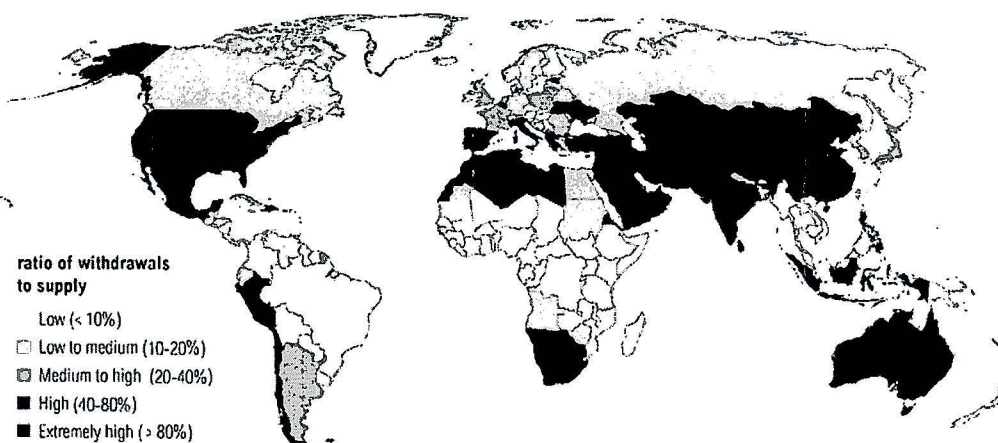 ratio of withdrawals
to supply
Low (< 10%)
Low to medium (10-20%)
Medium to high (20-40%)
High (40-80%)
Extremely high (> 80%)